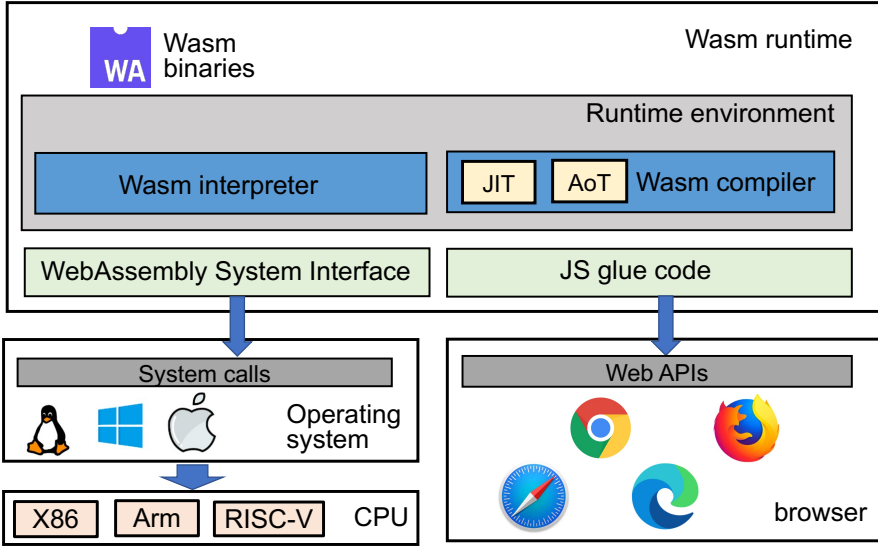 WA
Wasm
binaries
Wasm runtime
Runtime environment
Wasm interpreter
JIT
AoT
Wasm compiler
WebAssembly System Interface
JS glue code
System calls
Operating
system
Web APIs
browser
X86
Arm
RISC-V
CPU